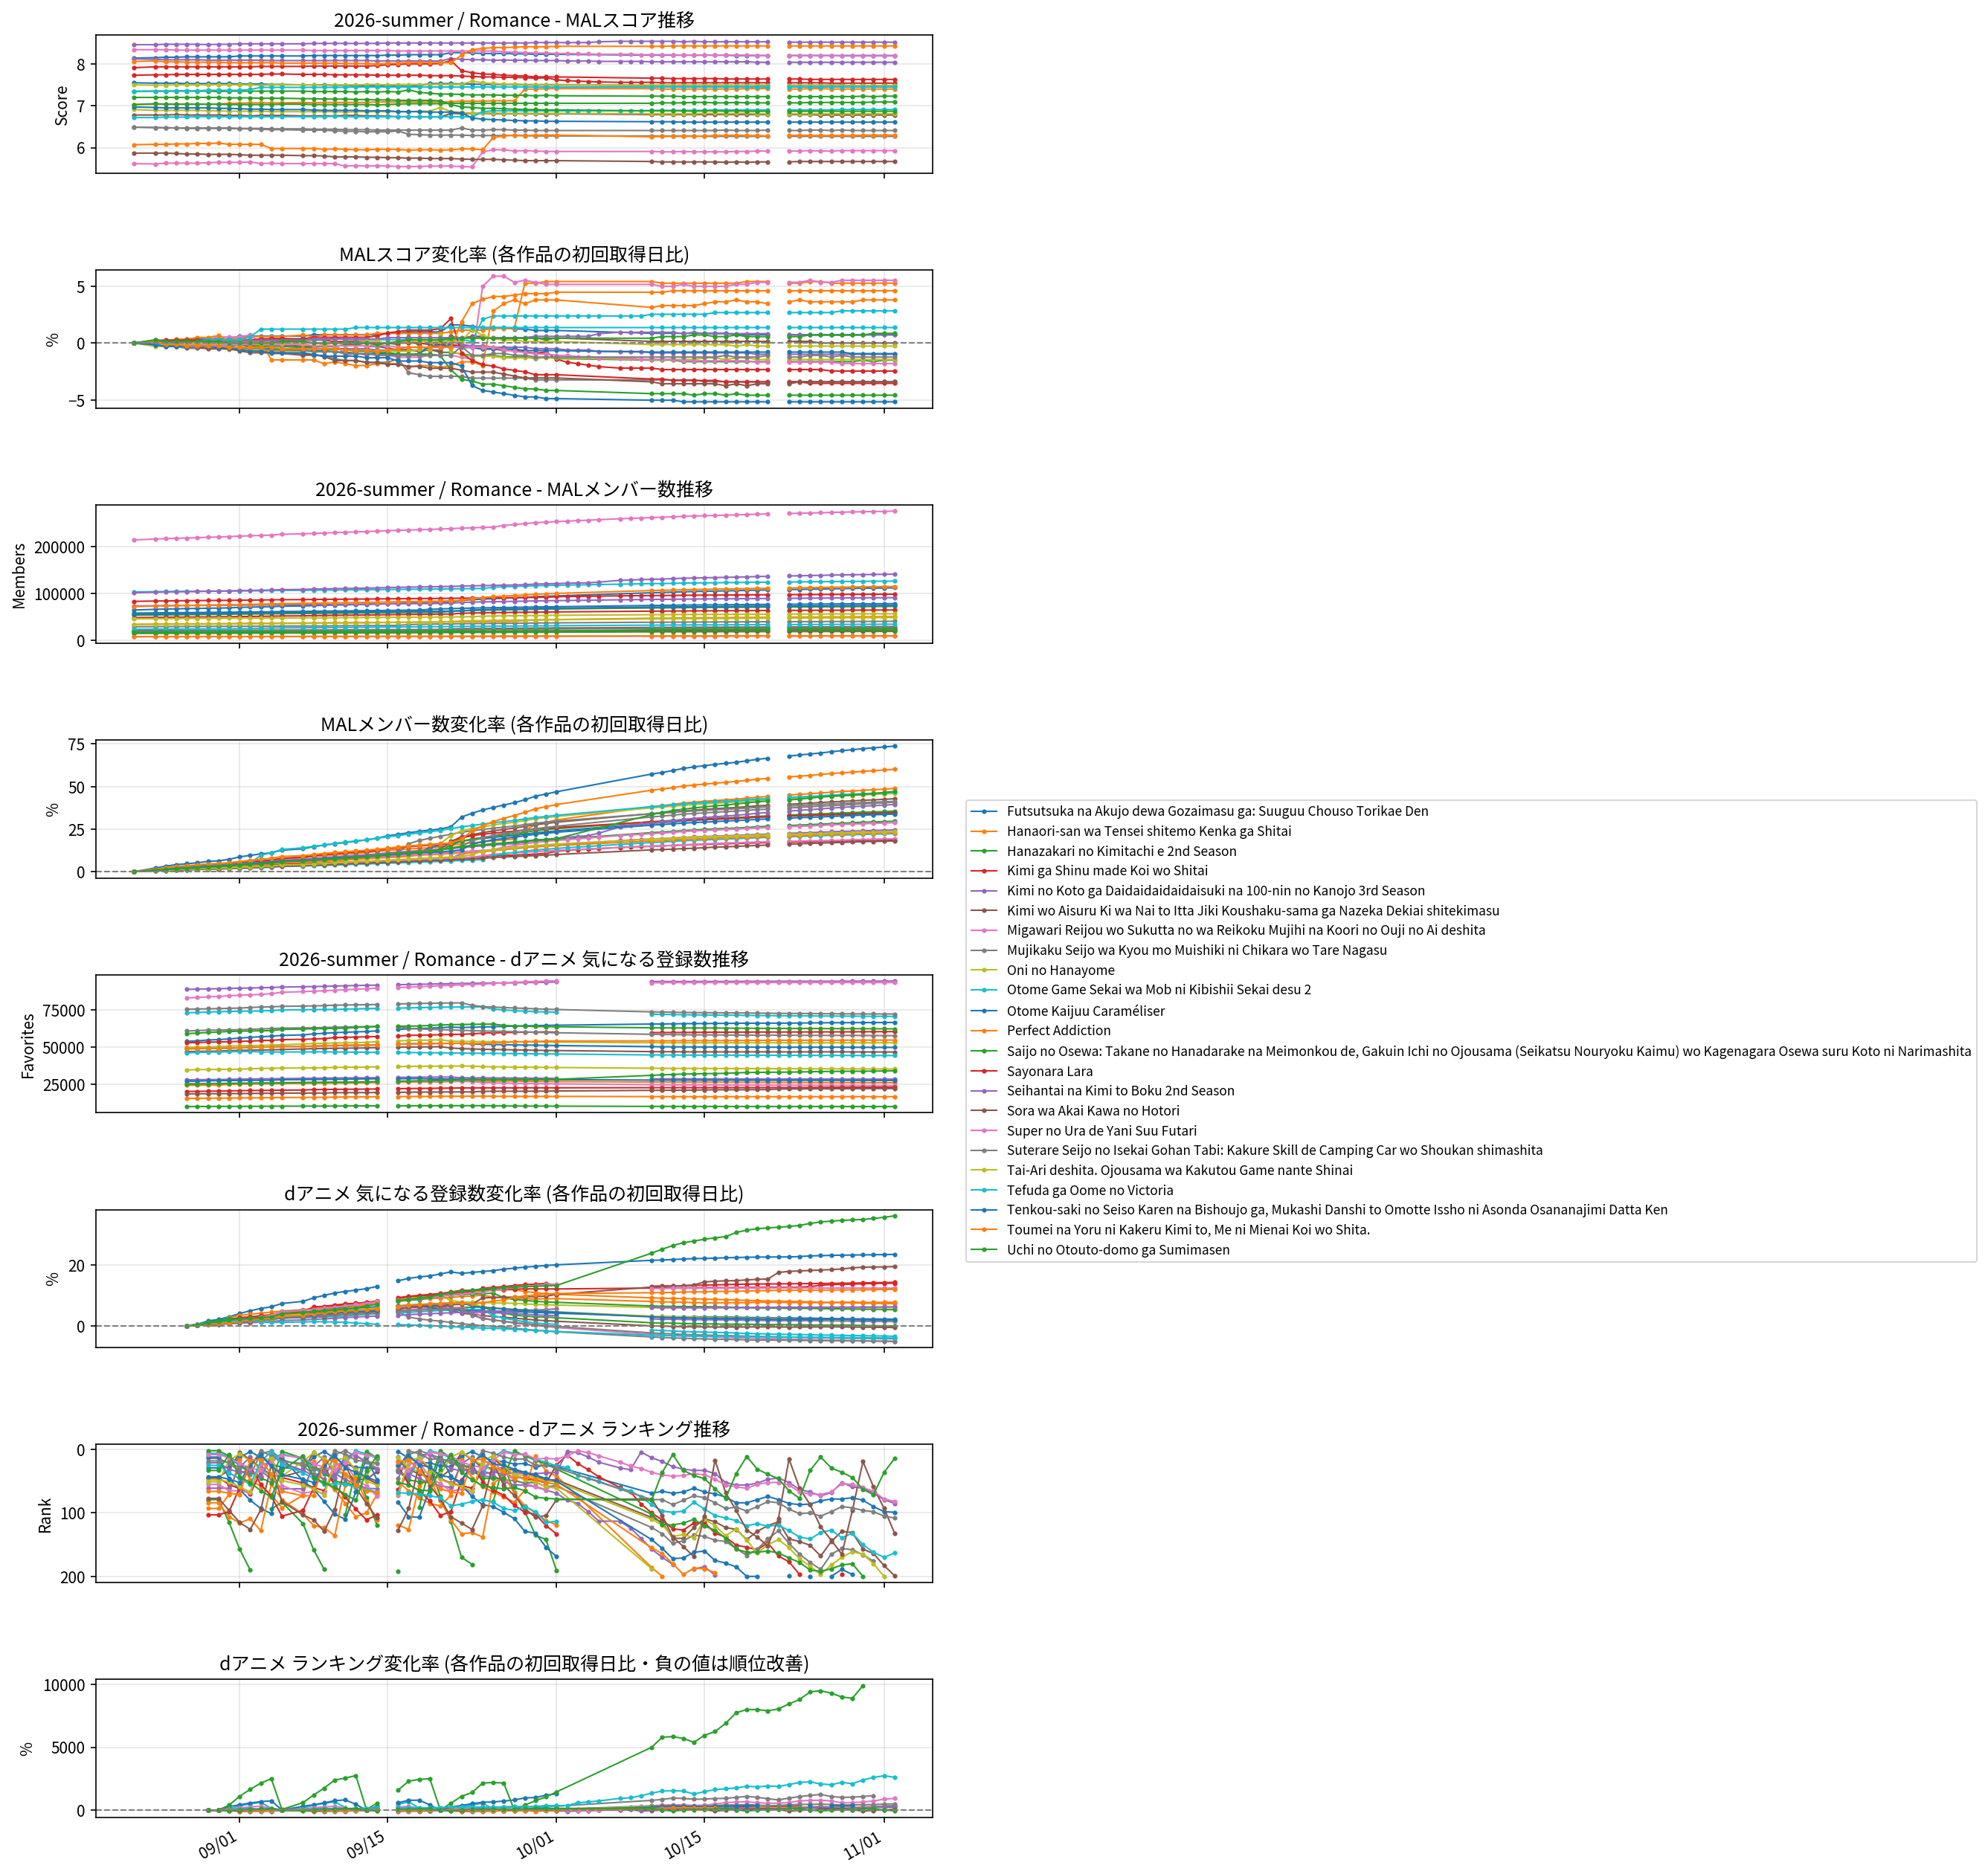 2026-summer / Romance - MALスコア推移
Score
8
7
6
MALスコア変化率 (各作品の初回取得日比)
%
5
0
−5
2026-summer / Romance - MALメンバー数推移
Members
200000
100000
0
MALメンバー数変化率 (各作品の初回取得日比)
%
75
50
25
0
2026-summer / Romance - dアニメ 気になる登録数推移
Favorites
75000
50000
25000
dアニメ 気になる登録数変化率 (各作品の初回取得日比)
%
20
0
2026-summer / Romance - dアニメ ランキング推移
Rank
0
100
200
dアニメ ランキング変化率 (各作品の初回取得日比・負の値は順位改善)
%
10000
5000
0
09/01
09/15
10/01
10/15
11/01
Futsutsuka na Akujo dewa Gozaimasu ga: Suuguu Chouso Torikae Den
Hanaori-san wa Tensei shitemo Kenka ga Shitai
Hanazakari no Kimitachi e 2nd Season
Kimi ga Shinu made Koi wo Shitai
Kimi no Koto ga Daidaidaidaidaisuki na 100-nin no Kanojo 3rd Season
Kimi wo Aisuru Ki wa Nai to Itta Jiki Koushaku-sama ga Nazeka Dekiai shitekimasu
Migawari Reijou wo Sukutta no wa Reikoku Mujihi na Koori no Ouji no Ai deshita
Mujikaku Seijo wa Kyou mo Muishiki ni Chikara wo Tare Nagasu
Oni no Hanayome
Otome Game Sekai wa Mob ni Kibishii Sekai desu 2
Otome Kaijuu Caraméliser
Perfect Addiction
Saijo no Osewa: Takane no Hanadarake na Meimonkou de, Gakuin Ichi no Ojousama (Seikatsu Nouryoku Kaimu) wo Kagenagara Osewa suru Koto ni Narimashita
Sayonara Lara
Seihantai na Kimi to Boku 2nd Season
Sora wa Akai Kawa no Hotori
Super no Ura de Yani Suu Futari
Suterare Seijo no Isekai Gohan Tabi: Kakure Skill de Camping Car wo Shoukan shimashita
Tai-Ari deshita. Ojousama wa Kakutou Game nante Shinai
Tefuda ga Oome no Victoria
Tenkou-saki no Seiso Karen na Bishoujo ga, Mukashi Danshi to Omotte Issho ni Asonda Osananajimi Datta Ken
Toumei na Yoru ni Kakeru Kimi to, Me ni Mienai Koi wo Shita.
Uchi no Otouto-domo ga Sumimasen